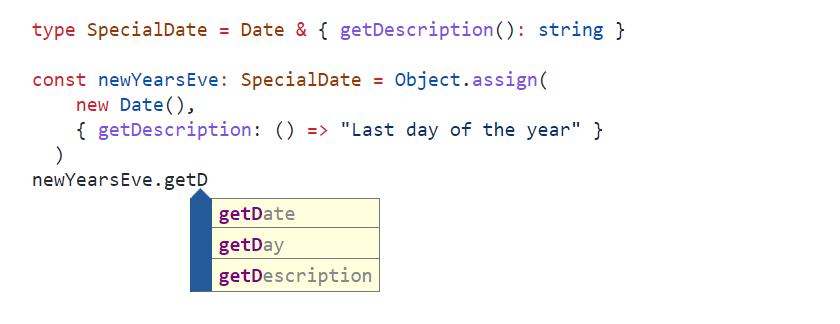 type SpecialDate = Date & { getDescription(): string }
const newYearsEve: SpecialDate = Object.assign(
    new Date(),
    { getDescription: () => "Last day of the year" }
  )
newYearsEve.getD
getDate
getDay
getDescription